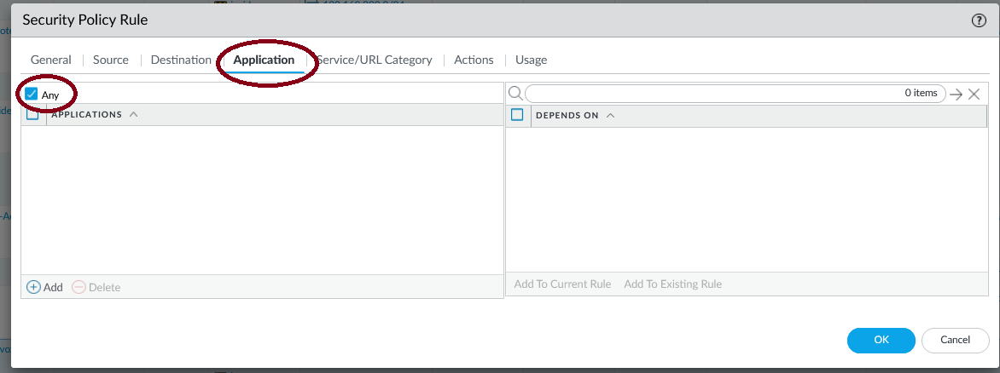 Security Policy Rule
General Source Destination Application Service/URL Category Actions Usage
Any
0 items
APPLICATIONS
DEPENDS ON
Add Delete
Add To Current Rule Add To Existing Rule
OK Cancel